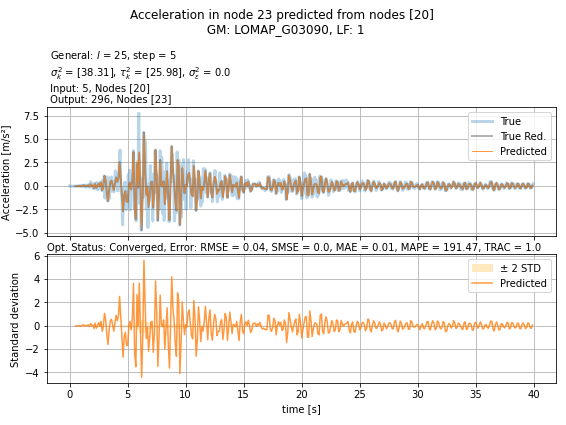 Acceleration in node 23 predicted from nodes [20]
GM: LOMAP_G03090, LF: 1
General: l = 25, step = 5
σ²ₖ = [38.31], τ²ₖ = [25.98], σ²ε = 0.0
Input: 5, Nodes [20]
Output: 296, Nodes [23]
Acceleration [m/s²]
7.5
5.0
2.5
0.0
−2.5
−5.0
True
True Red.
Predicted
Opt. Status: Converged, Error: RMSE = 0.04, SMSE = 0.0, MAE = 0.01, MAPE = 191.47, TRAC = 1.0
Standard deviation
6
4
2
0
−2
−4
± 2 STD
Predicted
0 5 10 15 20 25 30 35 40
time [s]